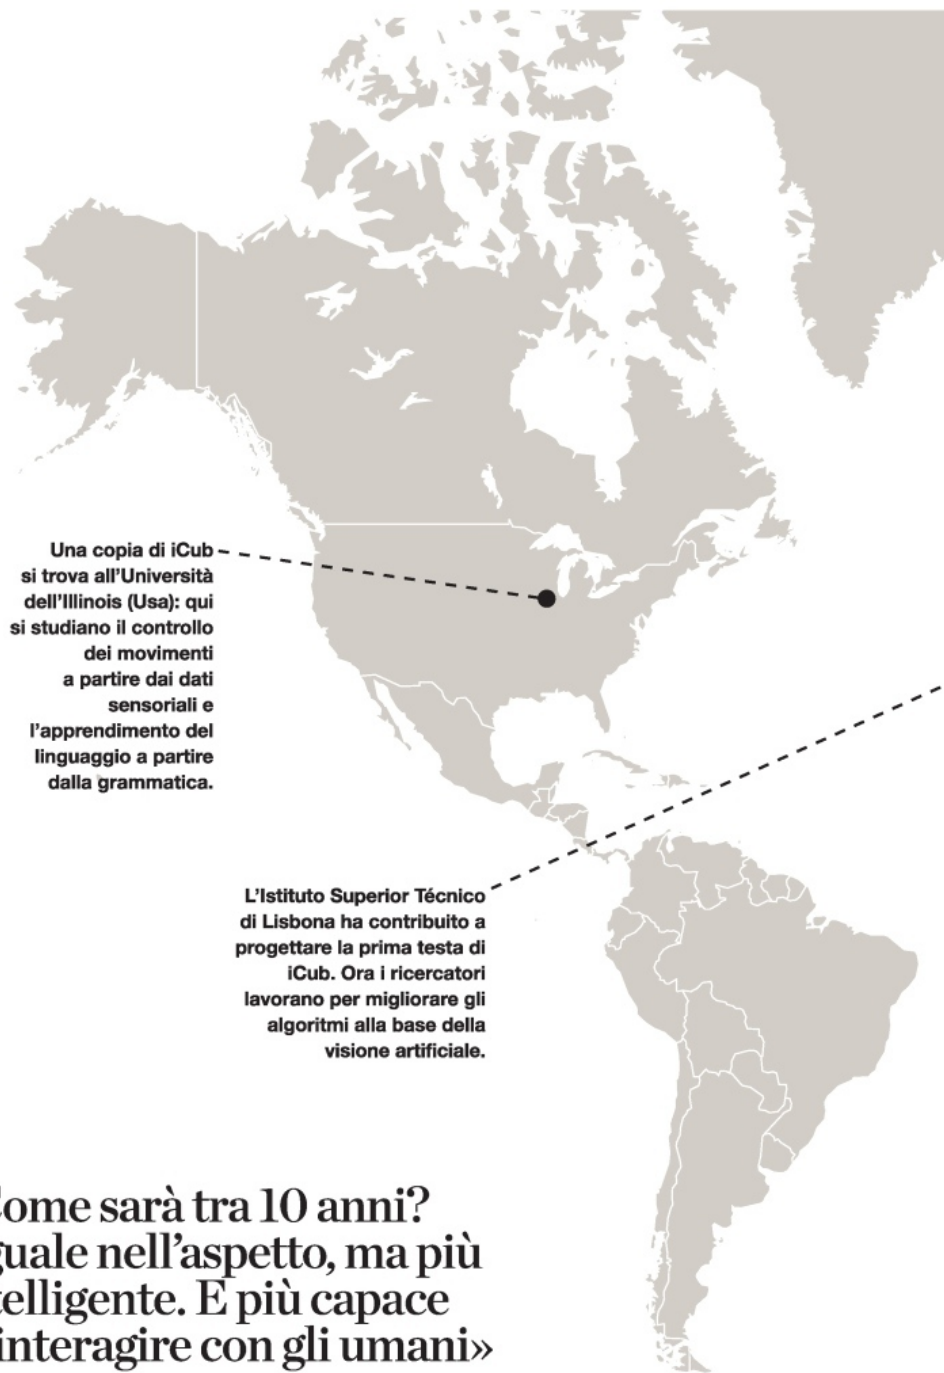 Una copia di iCub
si trova all'Università
dell'Illinois (Usa): qui
si studiano il controllo
dei movimenti
a partire dai dati
sensoriali e
l'apprendimento del
linguaggio a partire
dalla grammatica.
L'Istituto Superior Técnico
di Lisbona ha contribuito a
progettare la prima testa di
iCub. Ora i ricercatori
lavorano per migliorare gli
algoritmi alla base della
visione artificiale.
ome sarà tra 10 anni?
guale nell'aspetto, ma più
telligente. E più capace
interagire con gli umani»